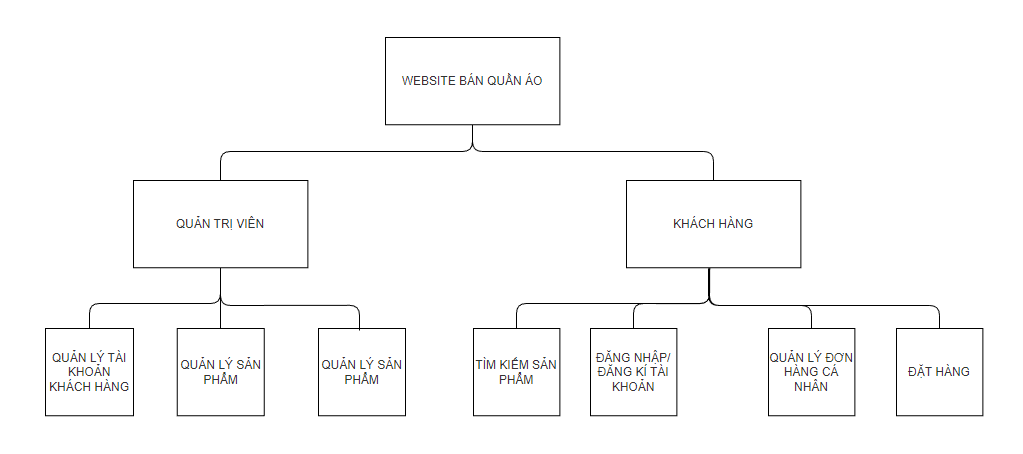 WEBSITE BÁN QUẦN ÁO
QUẢN TRỊ VIÊN
KHÁCH HÀNG
QUẢN LÝ TÀI
KHOẢN
KHÁCH HÀNG
QUẢN LÝ SẢN
PHẨM
QUẢN LÝ SẢN
PHẨM
TÌM KIẾM SẢN
PHẨM
ĐĂNG NHẬP/
ĐĂNG KÍ TÀI
KHOẢN
QUẢN LÝ ĐƠN
HÀNG CÁ
NHÂN
ĐẶT HÀNG